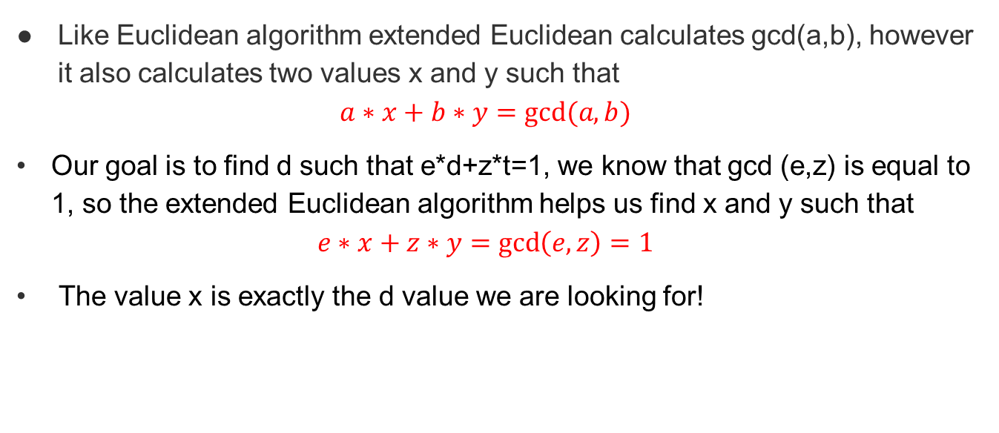 ● Like Euclidean algorithm extended Euclidean calculates gcd(a,b), however
it also calculates two values x and y such that
a ∗ x + b ∗ y = gcd(a, b)
• Our goal is to find d such that e*d+z*t=1, we know that gcd (e,z) is equal to
1, so the extended Euclidean algorithm helps us find x and y such that
e ∗ x + z ∗ y = gcd(e, z) = 1
• The value x is exactly the d value we are looking for!